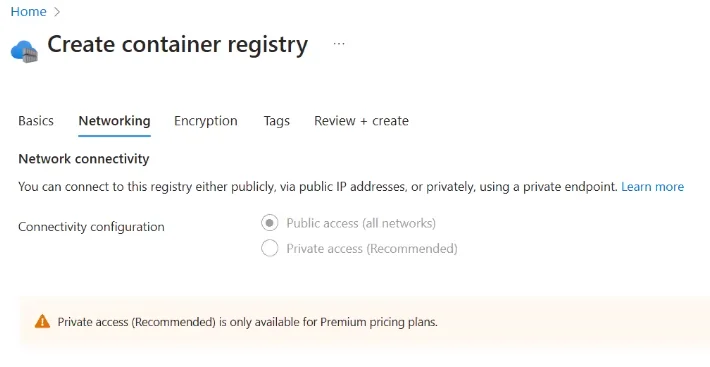 Home >
Create container registry ...
Basics Networking Encryption Tags Review + create
Network connectivity
You can connect to this registry either publicly, via public IP addresses, or privately, using a private endpoint. Learn more
Connectivity configuration
Public access (all networks)
Private access (Recommended)
Private access (Recommended) is only available for Premium pricing plans.